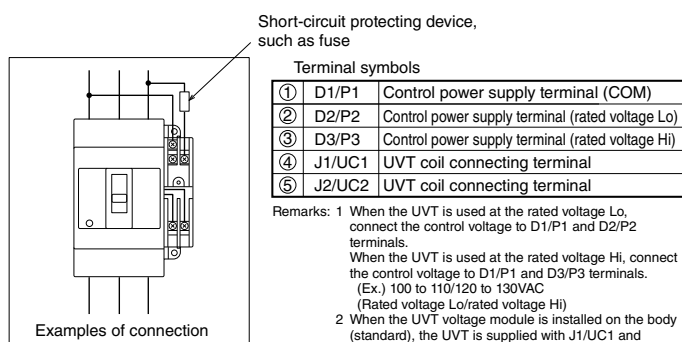 Short-circuit protecting device,
such as fuse
Terminal symbols
① D1/P1 Control power supply terminal (COM)
② D2/P2 Control power supply terminal (rated voltage Lo)
③ D3/P3 Control power supply terminal (rated voltage Hi)
④ J1/UC1 UVT coil connecting terminal
⑤ J2/UC2 UVT coil connecting terminal
Remarks: 1 When the UVT is used at the rated voltage Lo,
connect the control voltage to D1/P1 and D2/P2
terminals.
When the UVT is used at the rated voltage Hi, connect
the control voltage to D1/P1 and D3/P3 terminals.
(Ex.) 100 to 110/120 to 130VAC
(Rated voltage Lo/rated voltage Hi)
2 When the UVT voltage module is installed on the body
(standard), the UVT is supplied with J1/UC1 and
Examples of connection